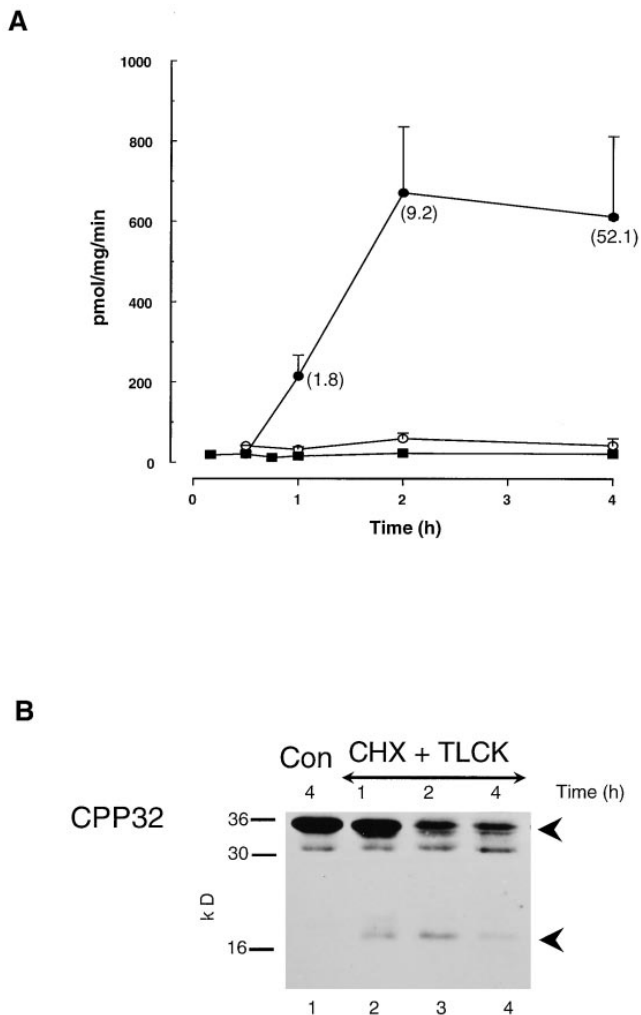 A
1000
800
600
400
200
0
pmol/mg/min
(1.8)
(9.2)
(52.1)
0 1 2 3 4
Time (h)
B
Con CHX + TLCK
4 1 2 4 Time (h)
CPP32
36
30
16
k D
1 2 3 4